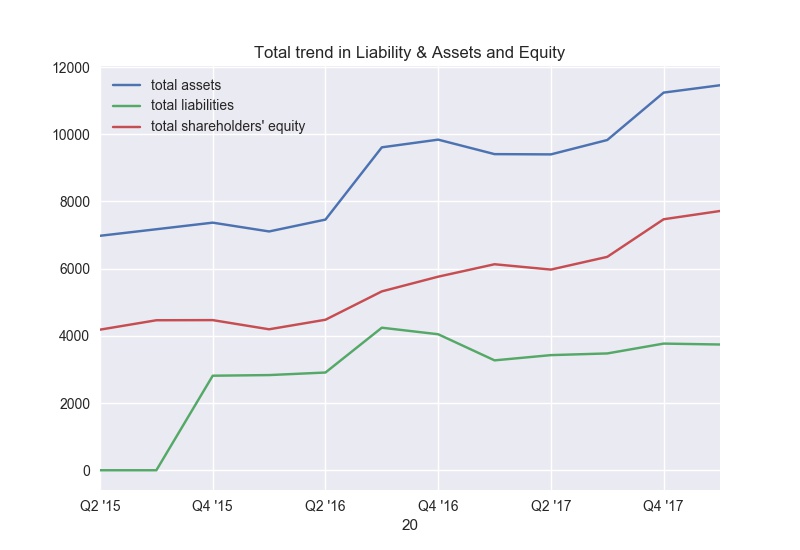 Total trend in Liability & Assets and Equity
12000
10000
8000
6000
4000
2000
0
total assets
total liabilities
total shareholders' equity
Q2 '15
Q4 '15
Q2 '16
Q4 '16
Q2 '17
Q4 '17
20